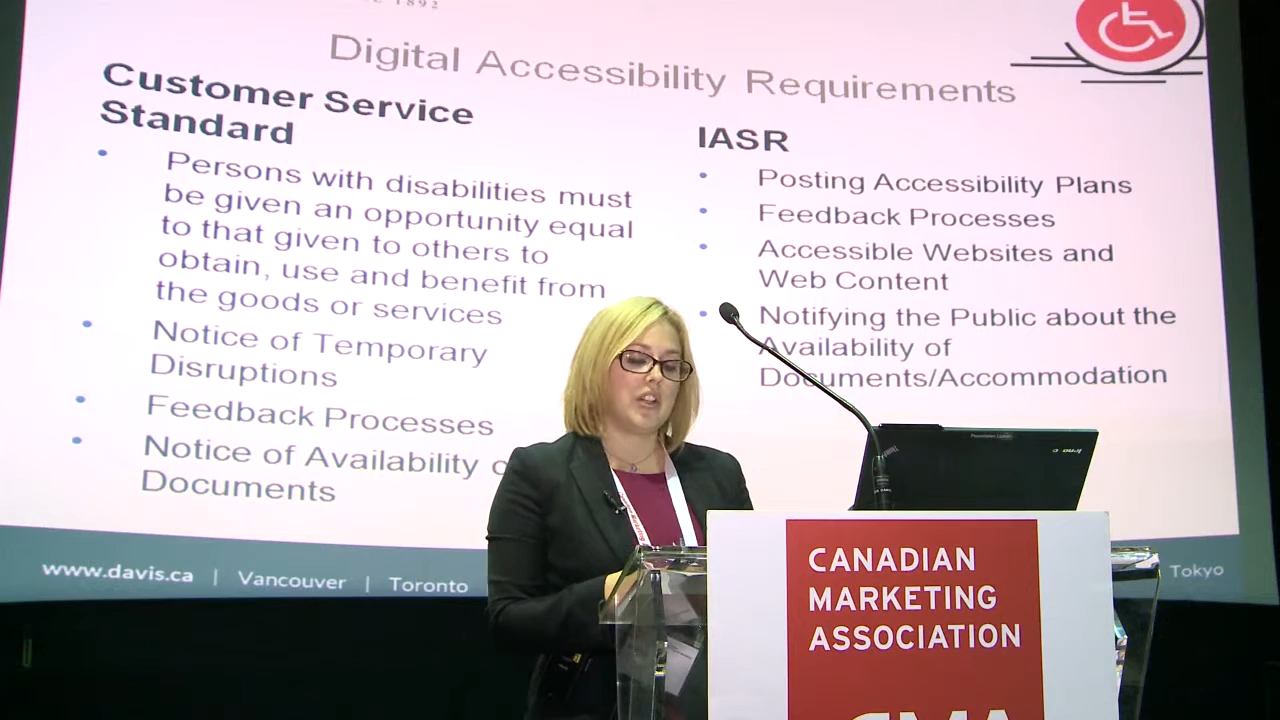 1892
Digital Accessibility Requirements
Customer Service
Standard
• Persons with disabilities must
be given an opportunity equal
to that given to others to
obtain, use and benefit from
the goods or services
• Notice of Temporary
Disruptions
• Feedback Processes
• Notice of Availability
Documents
IASR
• Posting Accessibility Plans
• Feedback Processes
• Accessible Websites and
Web Content
• Notifying the Public about the
Availability of
Documents/Accommodation
www.davis.ca | Vancouver | Toronto
Tokyo
CANADIAN
MARKETING
ASSOCIATION
CMA